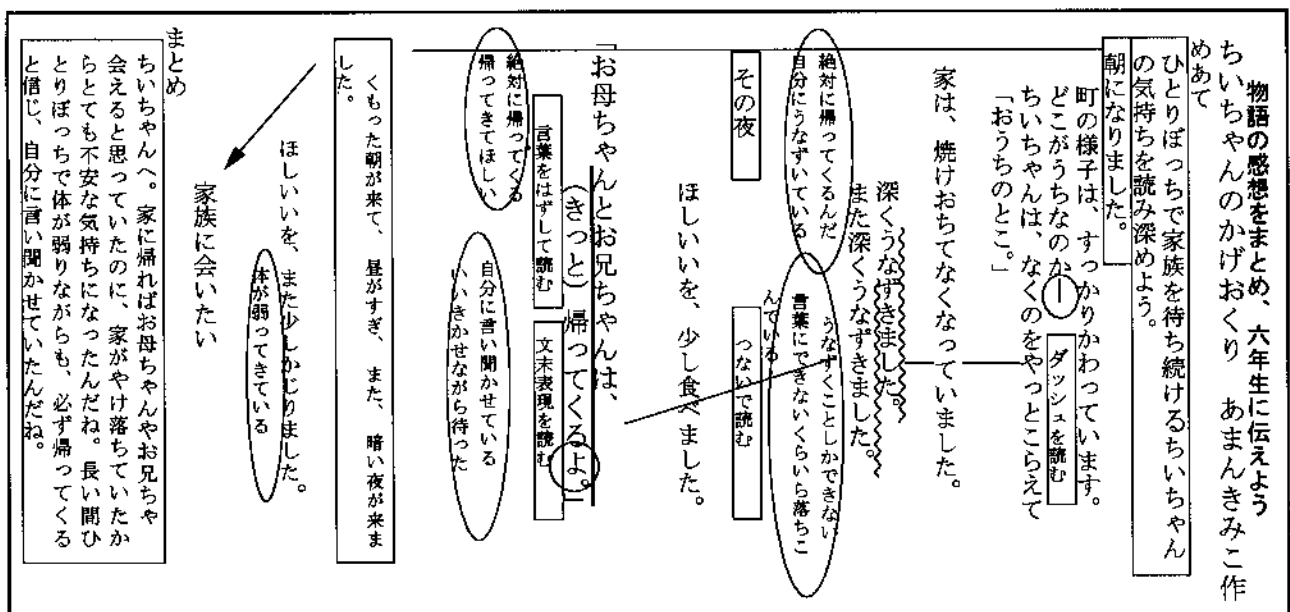 物語の感想をまとめ、六年生に伝えよう
ちいちゃんのかげおくり　あまんきみこ作
めあて
ひとりぼっちで家族を待ち続けるちいちゃん
の気持ちを読み深めよう。
朝になりました。
町の様子は、すっかりかわっています。
どこがうちなのかー
ダッシュを読む
ちいちゃんは、なくのをやっとこらえて
「おうちのとこ。」
家は、焼けおちてなくなっていました。
深くうなずきました。
また深くうなずきました。
絶対に帰ってくるんだ
自分にうなずいている
うなずくことしかできない
言葉にできないくらいら落ちこ
んでいる
その夜
つないで読む
ほしいいを、少し食べました。
「お母ちゃんとお兄ちゃんは、
（きっと）帰ってくるよ。」
言葉をはずして読む
文末表現を読む
絶対に帰ってくる
帰ってきてほしい
自分に言い聞かせている
いいきかせながら待った
くもった朝が来て、昼がすぎ、また、暗い夜が来ま
した。
ほしいいを、また少しかじりました。
体が弱ってきている
家族に会いたい
まとめ
ちいちゃんへ。家に帰ればお母ちゃんやお兄ちゃ
会えると思っていたのに、家がやけ落ちていたか
らとても不安な気持ちになったんだね。長い間ひ
とりぼっちで体が弱りながらも、必ず帰ってくる
と信じ、自分に言い聞かせていたんだね。